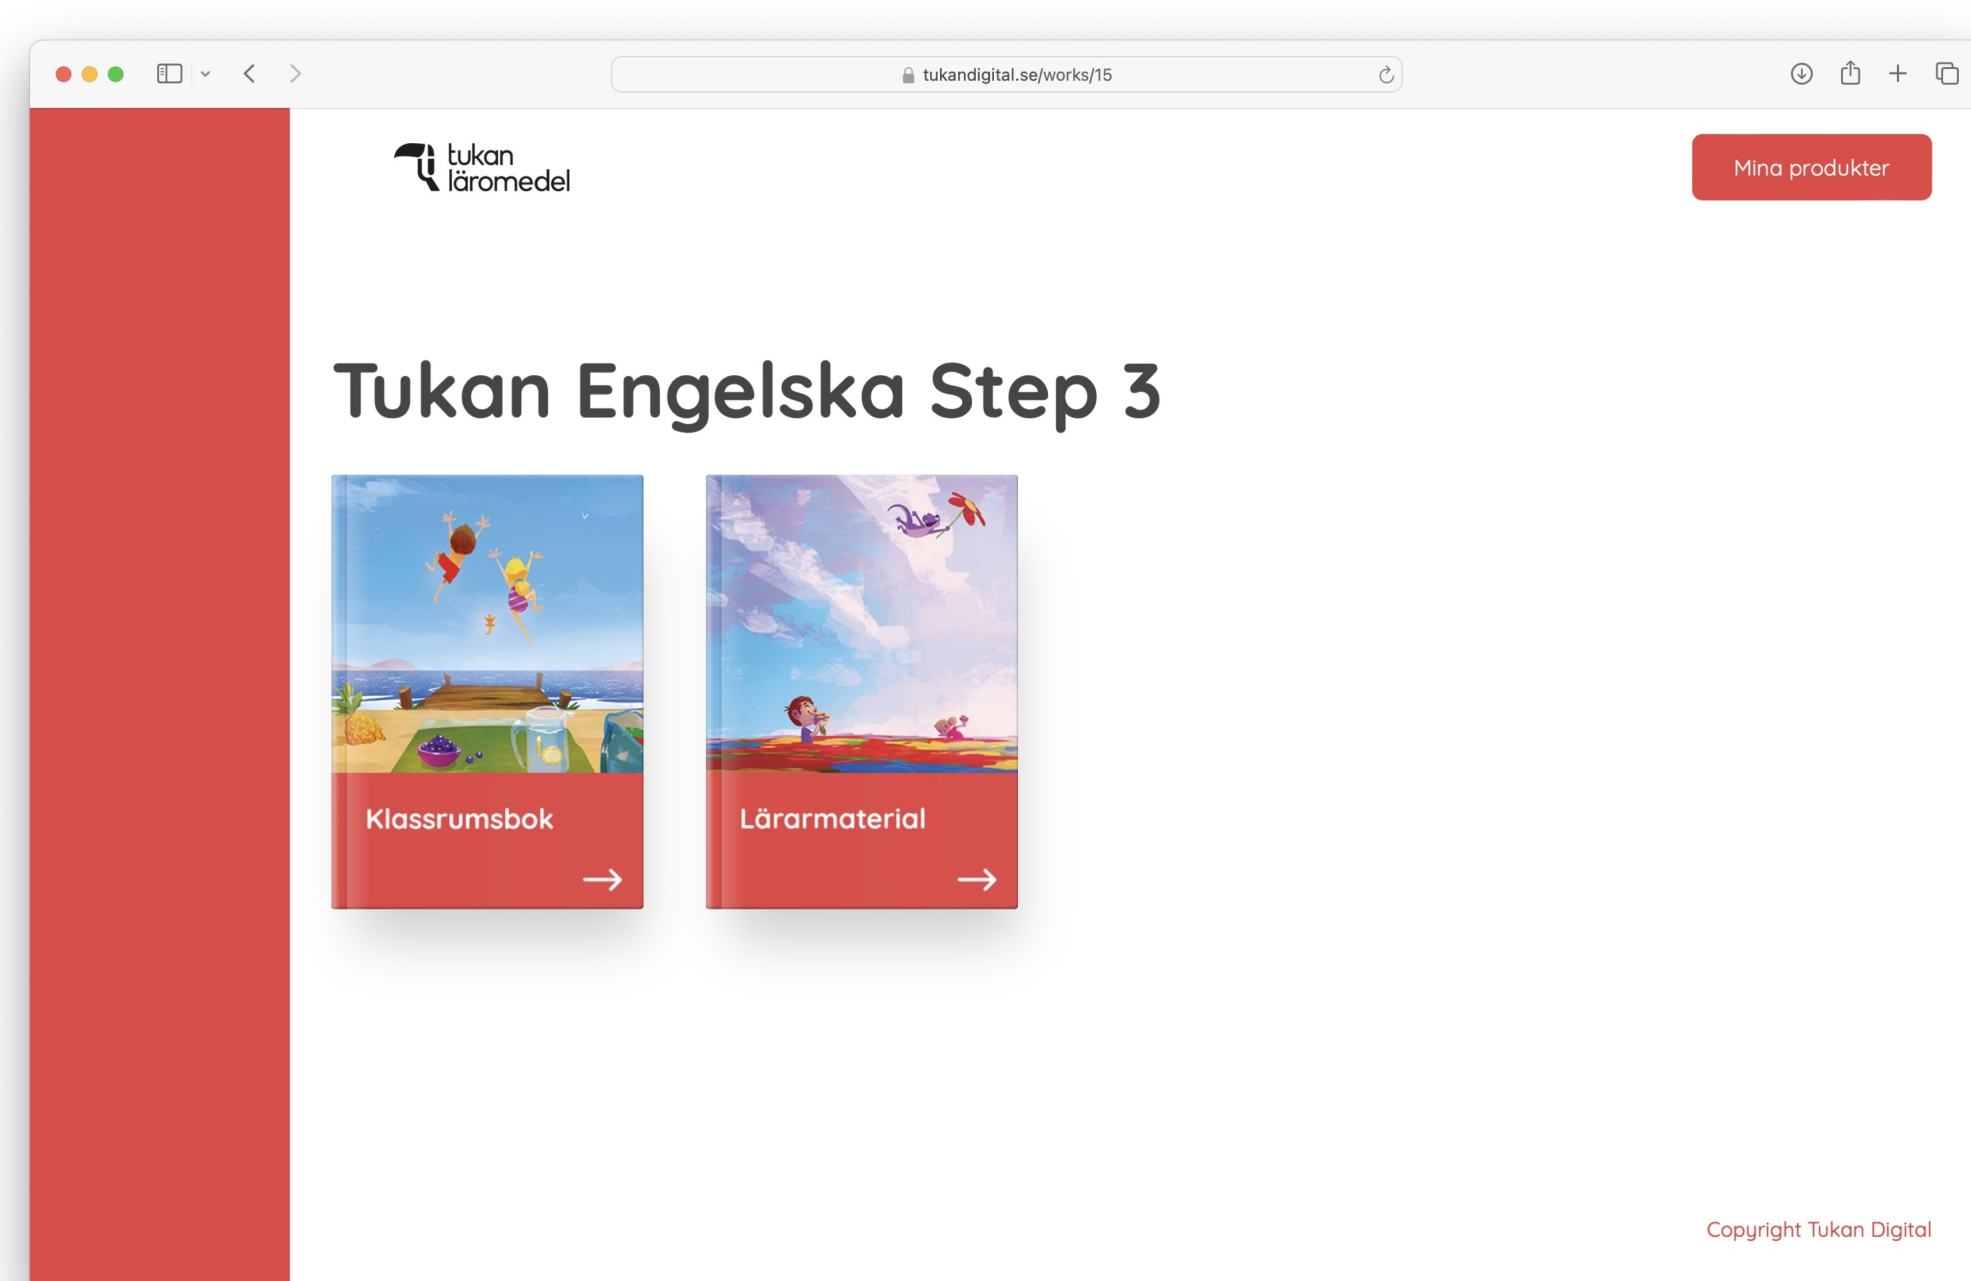 tukandigital.se/works/15
tukan
läromedel
Mina produkter
Tukan Engelska Step 3
Klassrumsbok
Lärarmaterial
Copyright Tukan Digital